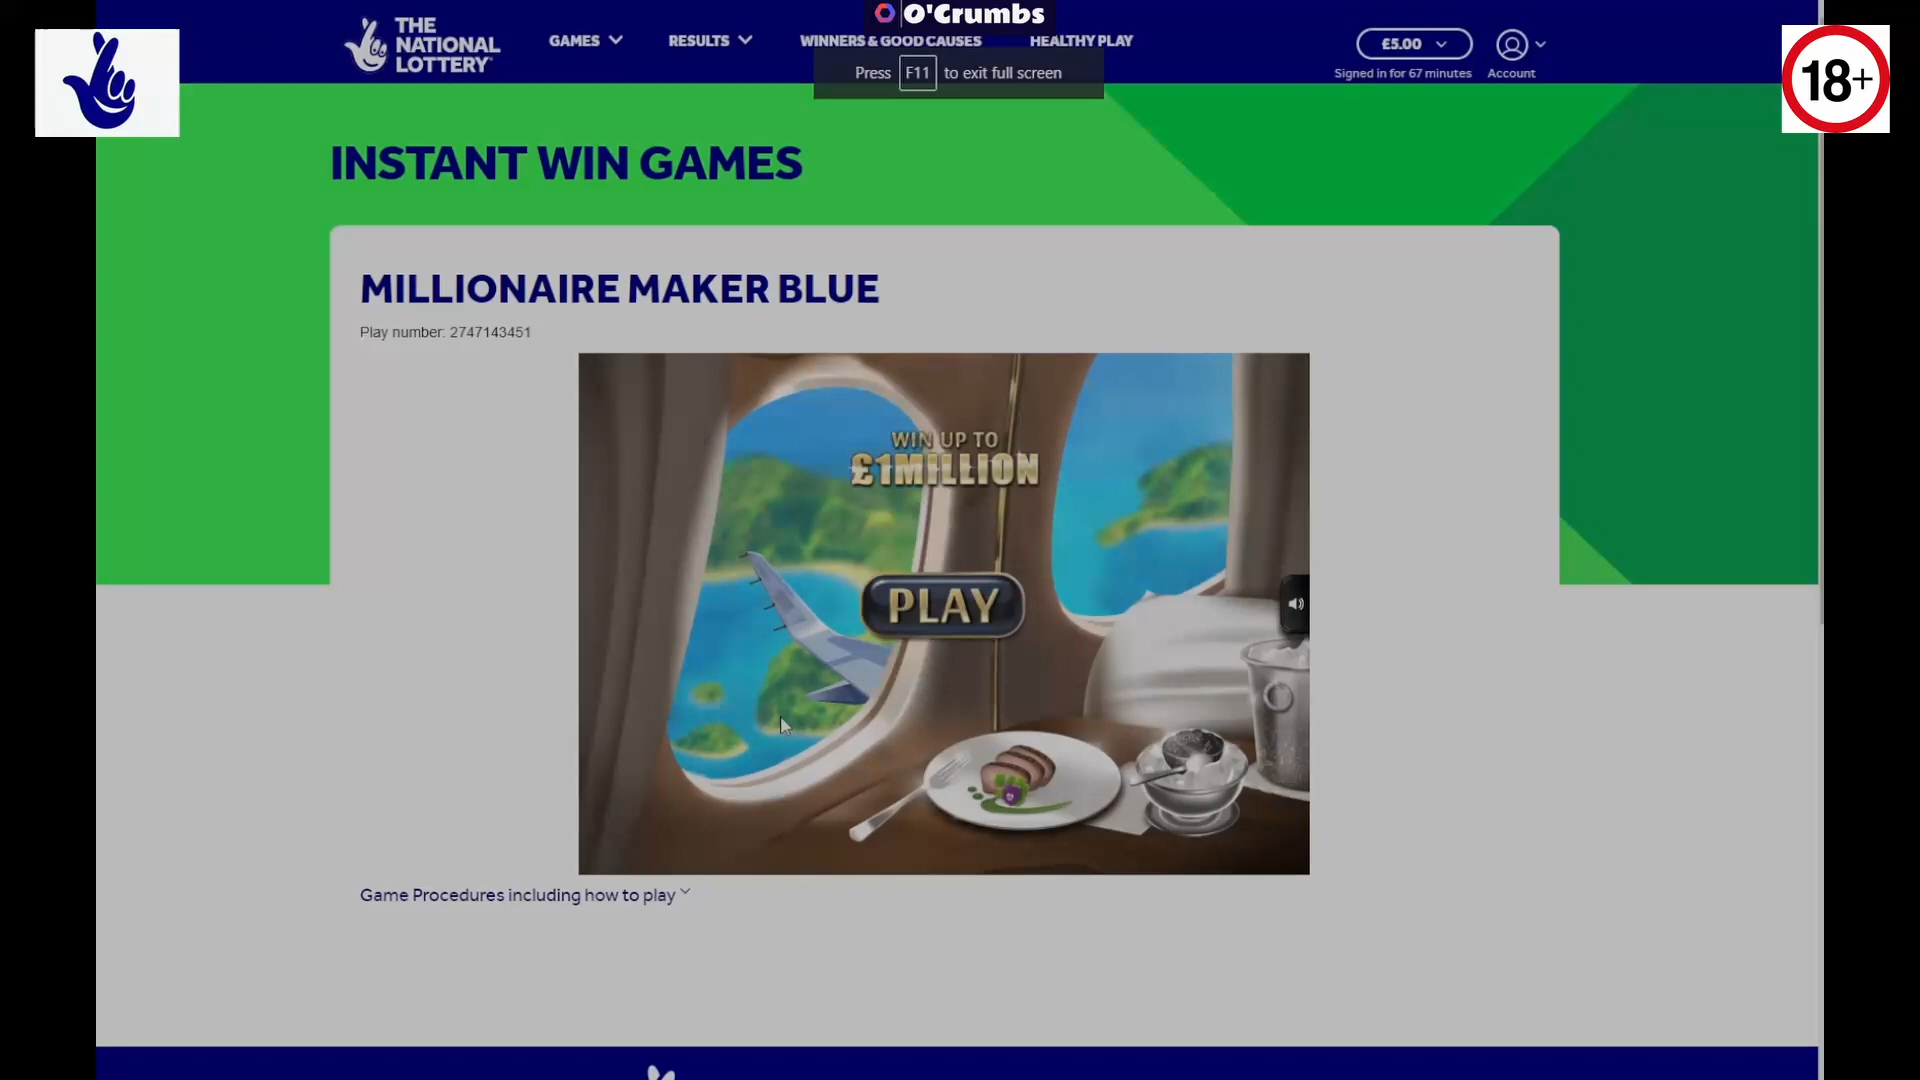 O'Crumbs
THE
NATIONAL
LOTTERY
GAMES
RESULTS
WINNERS & GOOD CAUSES
HEALTHY PLAY
£5.00
Signed in for 67 minutes
Account
Press F11 to exit full screen
18+
INSTANT WIN GAMES
MILLIONAIRE MAKER BLUE
Play number: 2747143451
WIN UP TO
£1MILLION
PLAY
Game Procedures including how to play